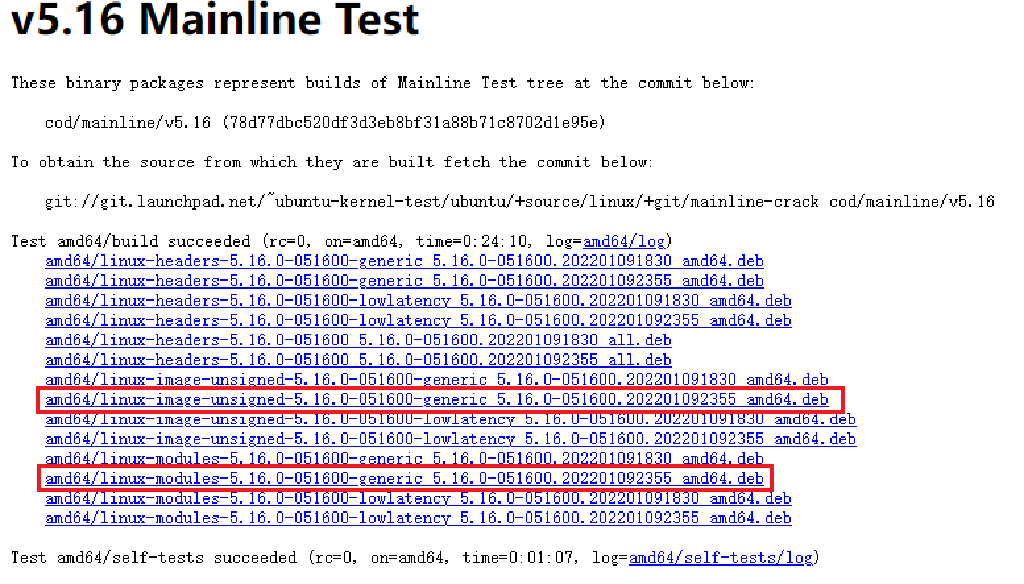 v5.16 Mainline Test
These binary packages represent builds of Mainline Test tree at the commit below:
cod/mainline/v5.16 (78d77dbc520df3d3eb8bf31a88b71c8702d1e95e)
To obtain the source from which they are built fetch the commit below:
git://git.launchpad.net/~ubuntu-kernel-test/ubuntu/+source/linux/+git/mainline-crack cod/mainline/v5.16
Test amd64/build succeeded (rc=0, on=amd64, time=0:24:10, log=amd64/log)
amd64/linux-headers-5.16.0-051600-generic_5.16.0-051600.202201091830_amd64.deb
amd64/linux-headers-5.16.0-051600-generic_5.16.0-051600.202201092355_amd64.deb
amd64/linux-headers-5.16.0-051600-lowlatency_5.16.0-051600.202201091830_amd64.deb
amd64/linux-headers-5.16.0-051600-lowlatency_5.16.0-051600.202201092355_amd64.deb
amd64/linux-headers-5.16.0-051600_5.16.0-051600.202201091830_all.deb
amd64/linux-headers-5.16.0-051600_5.16.0-051600.202201092355_all.deb
amd64/linux-image-unsigned-5.16.0-051600-generic_5.16.0-051600.202201091830_amd64.deb
amd64/linux-image-unsigned-5.16.0-051600-generic_5.16.0-051600.202201092355_amd64.deb
amd64/linux-image-unsigned-5.16.0-051600-lowlatency_5.16.0-051600.202201091830_amd64.deb
amd64/linux-image-unsigned-5.16.0-051600-lowlatency_5.16.0-051600.202201092355_amd64.deb
amd64/linux-modules-5.16.0-051600-generic_5.16.0-051600.202201091830_amd64.deb
amd64/linux-modules-5.16.0-051600-generic_5.16.0-051600.202201092355_amd64.deb
amd64/linux-modules-5.16.0-051600-lowlatency_5.16.0-051600.202201091830_amd64.deb
amd64/linux-modules-5.16.0-051600-lowlatency_5.16.0-051600.202201092355_amd64.deb
Test amd64/self-tests succeeded (rc=0, on=amd64, time=0:01:07, log=amd64/self-tests/log)